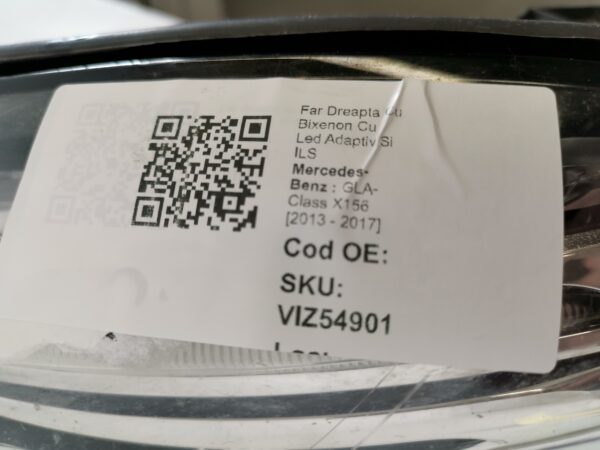 Far Dreapta Cu
Bixenon Cu
Led Adaptiv Si
ILS
Mercedes-
Benz : GLA-
Class X156
[2013 - 2017]
Cod OE:
SKU:
VIZ54901